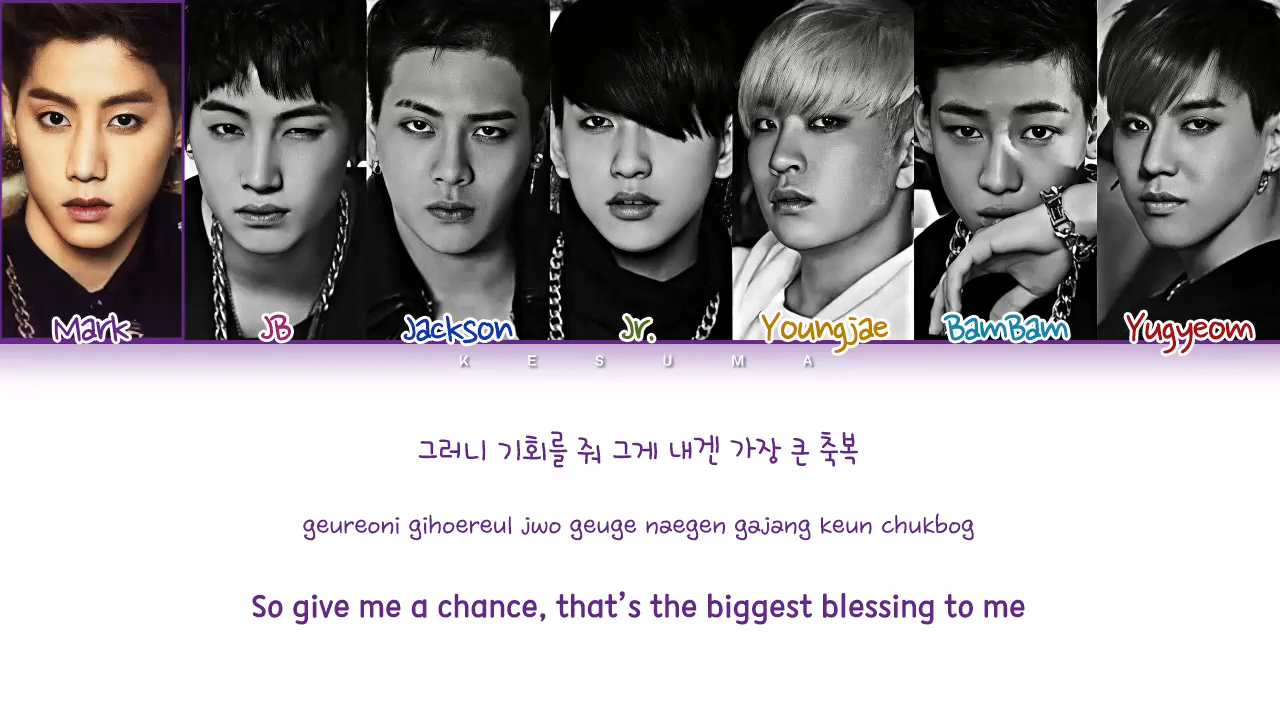 Mark JB Jackson Jr. Youngjae BamBam Yugyeom
KESUMA
그러니 기회를 줘 그게 내겐 가장 큰 축복
geureoni gihoereul jwo geuge naegen gajang keun chukbog
So give me a chance, that's the biggest blessing to me